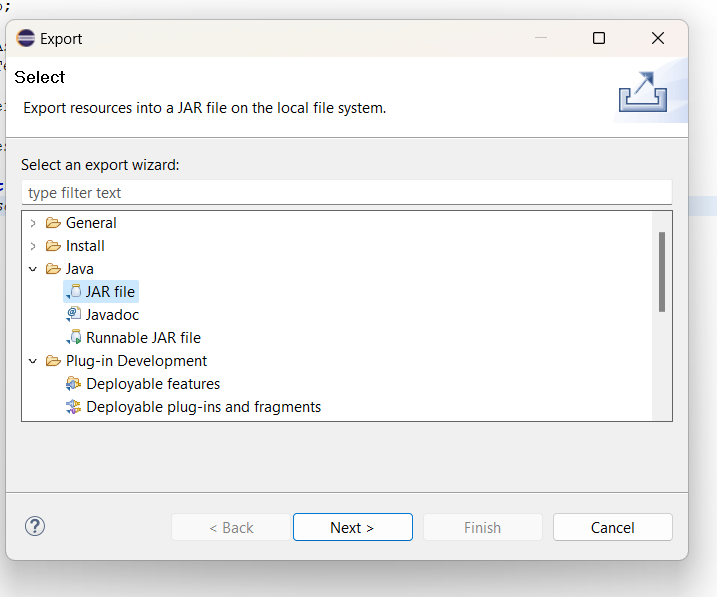 Export
Select
Export resources into a JAR file on the local file system.
Select an export wizard:
type filter text
General
Install
Java
JAR file
Javadoc
Runnable JAR file
Plug-in Development
Deployable features
Deployable plug-ins and fragments
?
< Back
Next >
Finish
Cancel